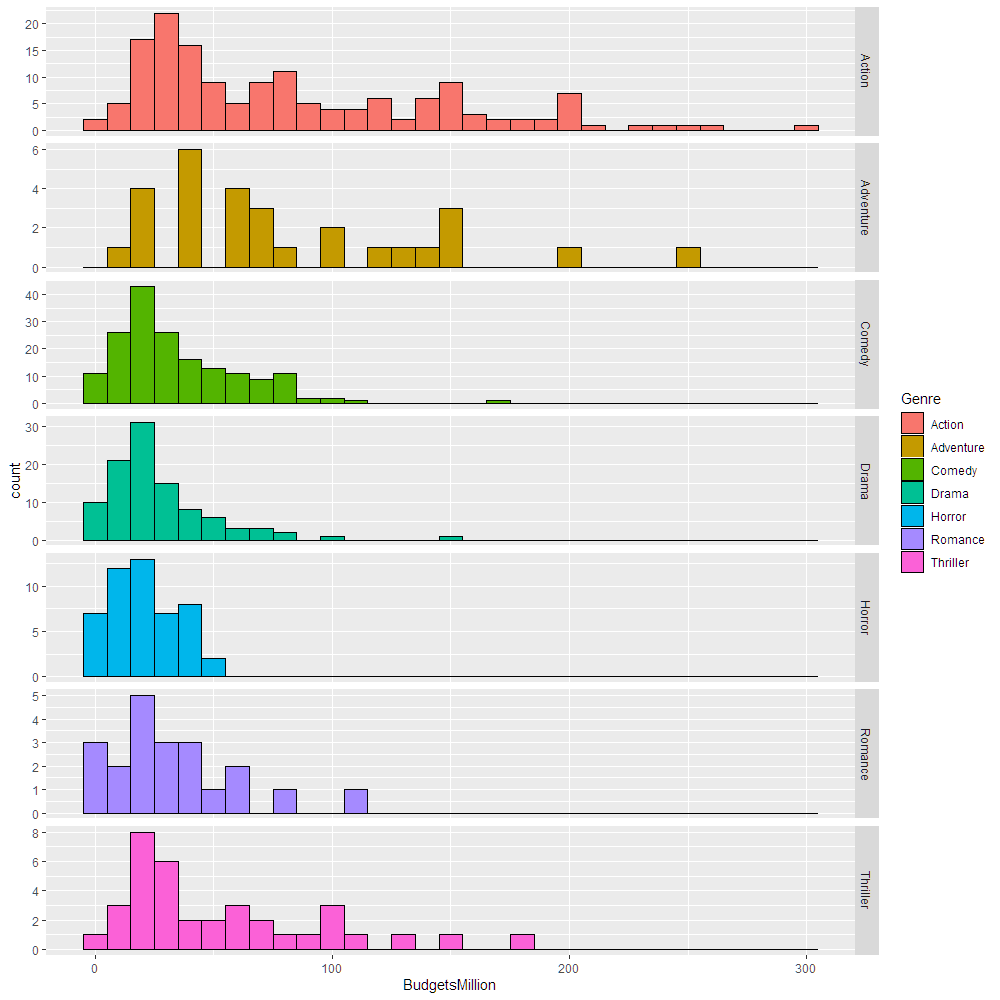 20
15
10
5
0
Action
6
4
2
0
Adventure
40
30
20
10
0
Comedy
30
20
10
0
Drama
10
5
0
Horror
5
4
3
2
1
0
Romance
8
6
4
2
0
Thriller
0 100 200 300
BudgetsMillion
count
Genre
Action
Adventure
Comedy
Drama
Horror
Romance
Thriller